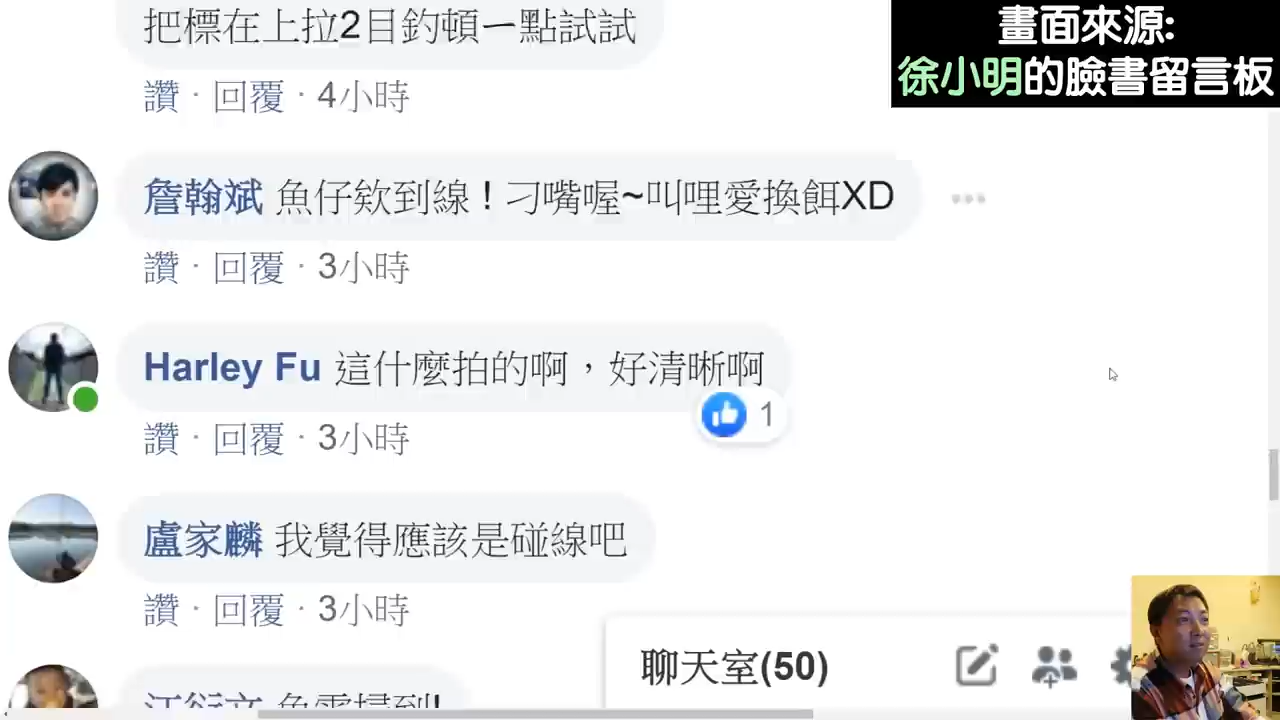 把標在上拉2目釣頓一點試試
讚 · 回覆 · 4小時
畫面來源:
徐小明的臉書留言板
詹翰斌 魚仔欸到線！刁嘴喔~叫哩愛換餌XD
讚 · 回覆 · 3小時
Harley Fu 這什麼拍的啊，好清晰啊
1
讚 · 回覆 · 3小時
盧家麟 我覺得應該是碰線吧
讚 · 回覆 · 3小時
聊天室(50)